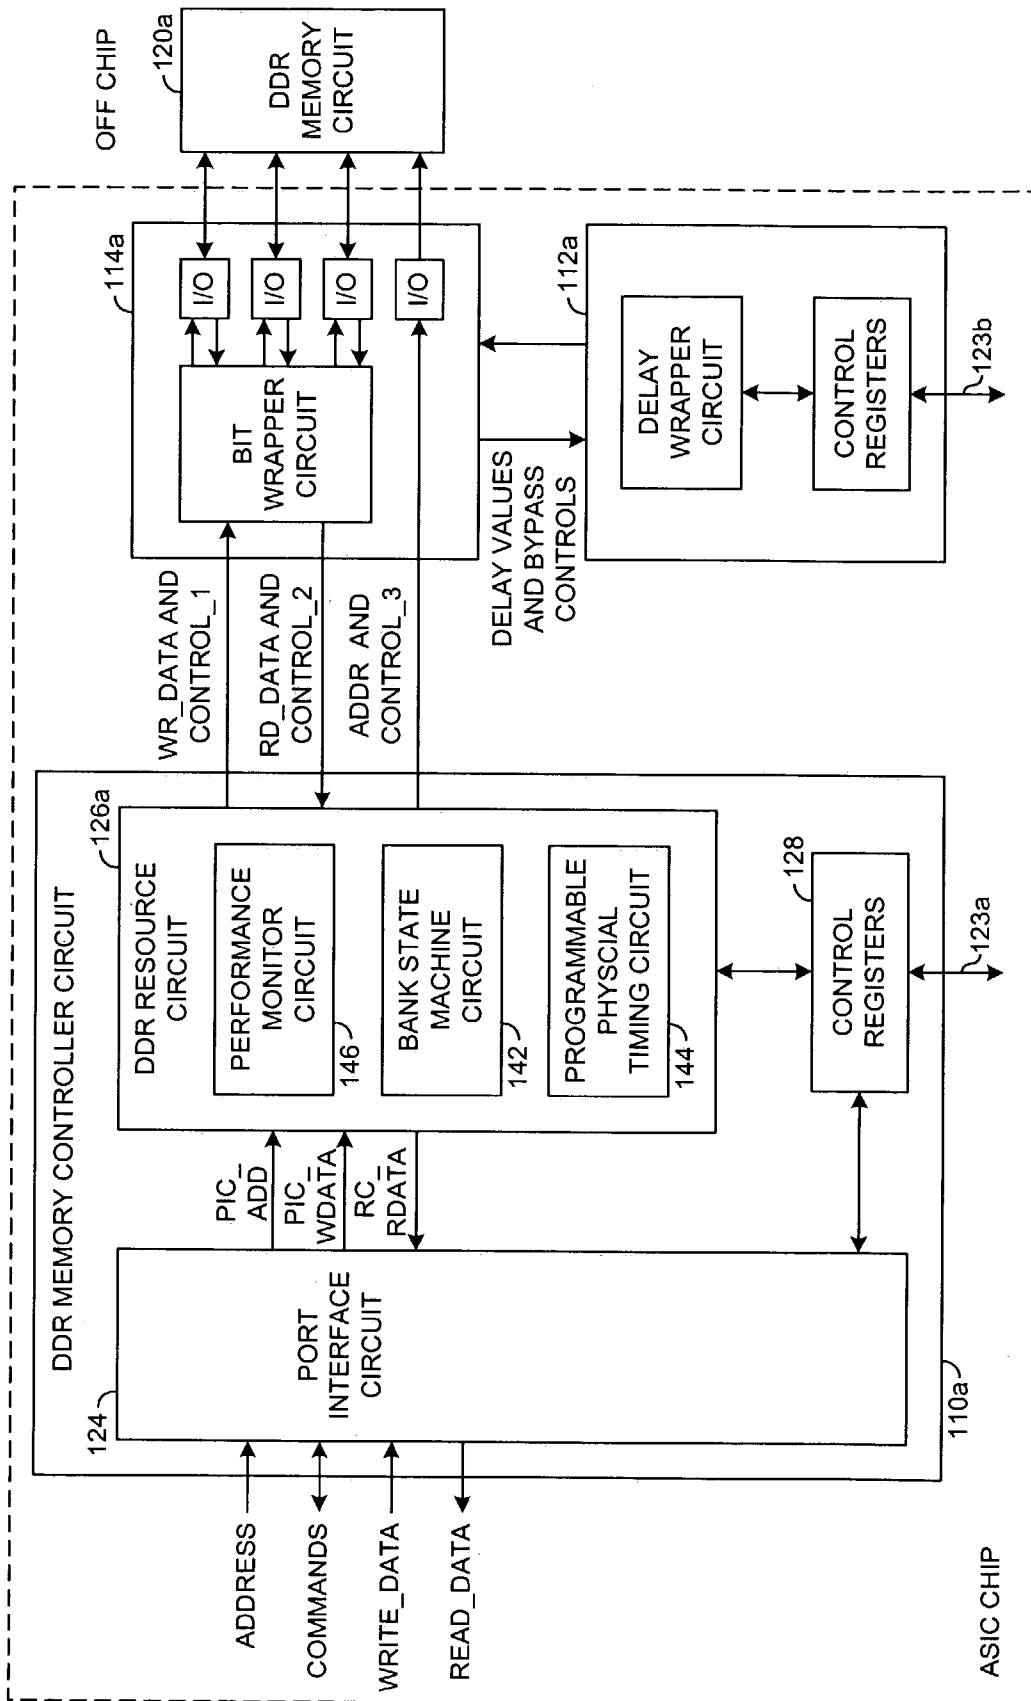 OFF CHIP
DDR MEMORY CONTROLLER CIRCUIT
124
PORT
INTERFACE
CIRCUIT
ADDRESS
COMMANDS
WRITE_DATA
READ_DATA
PIC_
ADD
PIC_
WDATA
RC_
RDATA
126a
DDR RESOURCE
CIRCUIT
PERFORMANCE
MONITOR
CIRCUIT
146
BANK STATE
MACHINE
CIRCUIT
142
PROGRAMMABLE
PHYSCIAL
TIMING CIRCUIT
144
128
CONTROL
REGISTERS
123a
110a
WR_DATA AND
CONTROL_1
RD_DATA AND
CONTROL_2
ADDR AND
CONTROL_3
114a
BIT
WRAPPER
CIRCUIT
I/O
I/O
I/O
I/O
120a
DDR
MEMORY
CIRCUIT
DELAY VALUES
AND BYPASS
CONTROLS
112a
DELAY
WRAPPER
CIRCUIT
CONTROL
REGISTERS
123b
ASIC CHIP